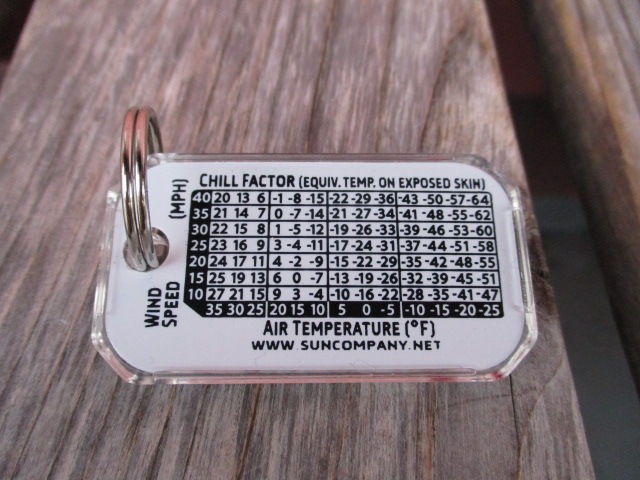 CHILL FACTOR (EQUIV. TEMP. ON EXPOSED SKIN)
40 20 13 6 -1 -8 -15 -22 -29 -36 -43 -50 -57 -64
35 21 14 7 0 -7 -14 -21 -27 -34 -41 -48 -55 -62
30 22 15 8 1 -5 -12 -19 -26 -33 -39 -46 -53 -60
25 23 16 9 3 -4 -11 -17 -24 -31 -37 -44 -51 -58
20 24 17 11 4 -2 -9 -15 -22 -29 -35 -42 -48 -55
15 25 19 13 6 0 -7 -13 -19 -26 -32 -39 -45 -51
10 27 21 15 9 3 -4 -10 -16 -22 -28 -35 -41 -47
35 30 25 20 15 10 5 0 -5 -10 -15 -20 -25
WIND
SPEED (MPH)
AIR TEMPERATURE (°F)
WWW.SUNCOMPANY.NET